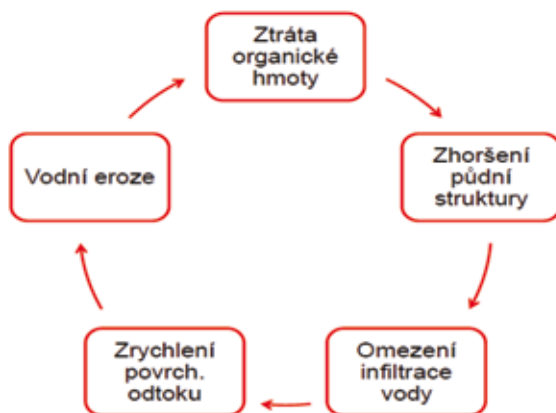 Ztráta
organické
hmoty
Zhoršení
půdní
struktury
Omezení
infiltrace
vody
Zrychlení
povrch.
odtoku
Vodní eroze